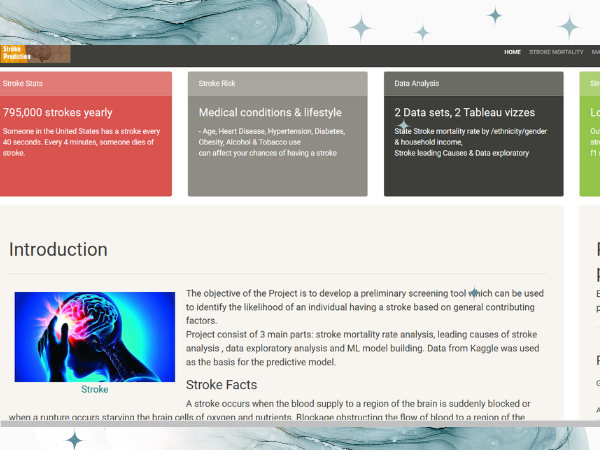 Stroke
Prediction
HOME STROKE MORTALITY
Stroke Stats
795,000 strokes yearly
Someone in the United States has a stroke every
40 seconds. Every 4 minutes, someone dies of
stroke.
Stroke Risk
Medical conditions & lifestyle
- Age, Heart Disease, Hypertension, Diabetes,
Obesity, Alcohol & Tobacco use
can affect your chances of having a stroke
Data Analysis
2 Data sets, 2 Tableau vizzes
State Stroke mortality rate by /ethnicity/gender
& household income,
Stroke leading Causes & Data exploratory
Introduction
The objective of the Project is to develop a preliminary screening tool which can be used
to identify the likelihood of an individual having a stroke based on general contributing
factors.
Project consist of 3 main parts: stroke mortality rate analysis, leading causes of stroke
analysis , data exploratory analysis and ML model building. Data from Kaggle was used
as the basis for the predictive model.
Stroke
Stroke Facts
A stroke occurs when the blood supply to a region of the brain is suddenly blocked or
when a rupture occurs starving the brain cells of oxygen and nutrients. Blockage obstructing the flow of blood to a region of the